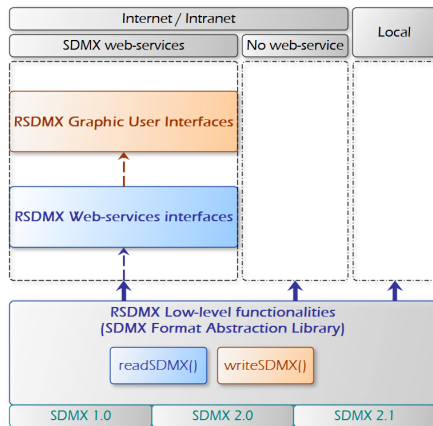 Internet / Intranet
Local
SDMX web-services
No web-service
RSDMX Graphic User Interfaces
RSDMX Web-services interfaces
RSDMX Low-level functionalities
(SDMX Format Abstraction Library)
readSDMX()
writeSDMX()
SDMX 1.0
SDMX 2.0
SDMX 2.1